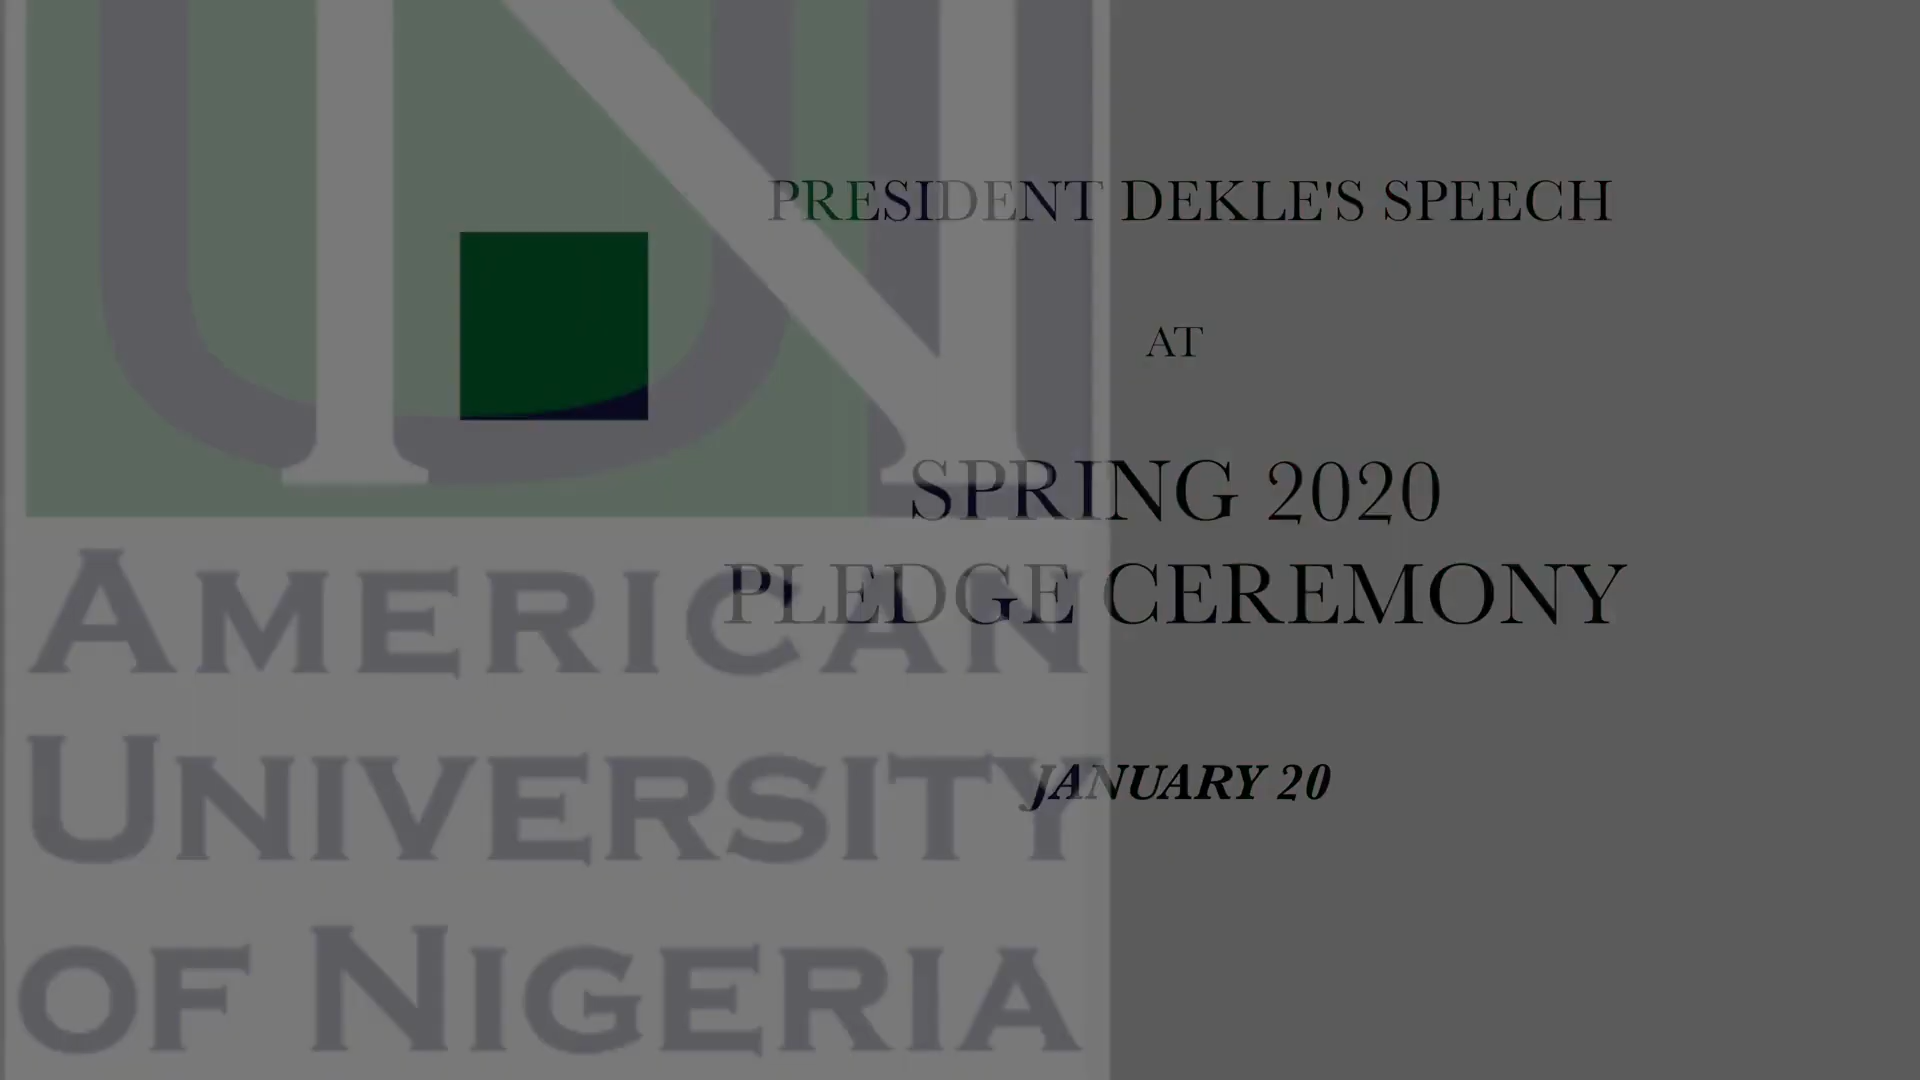 PRESIDENT DEKLE'S SPEECH
AT
SPRING 2020
PLEDGE CEREMONY
JANUARY 20
AMERICAN
UNIVERSITY
OF NIGERIA